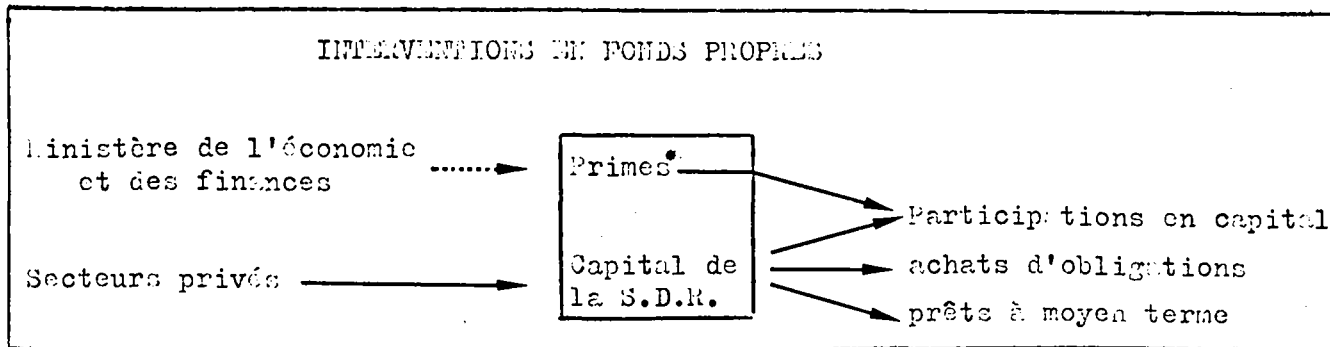 INTERVENTIONS EN FONDS PROPRES
Ministère de l'économie
et des finances
Primes*
Participations en capital
Secteurs privés
Capital de
la S.D.R.
achats d'obligations
prêts à moyen terme